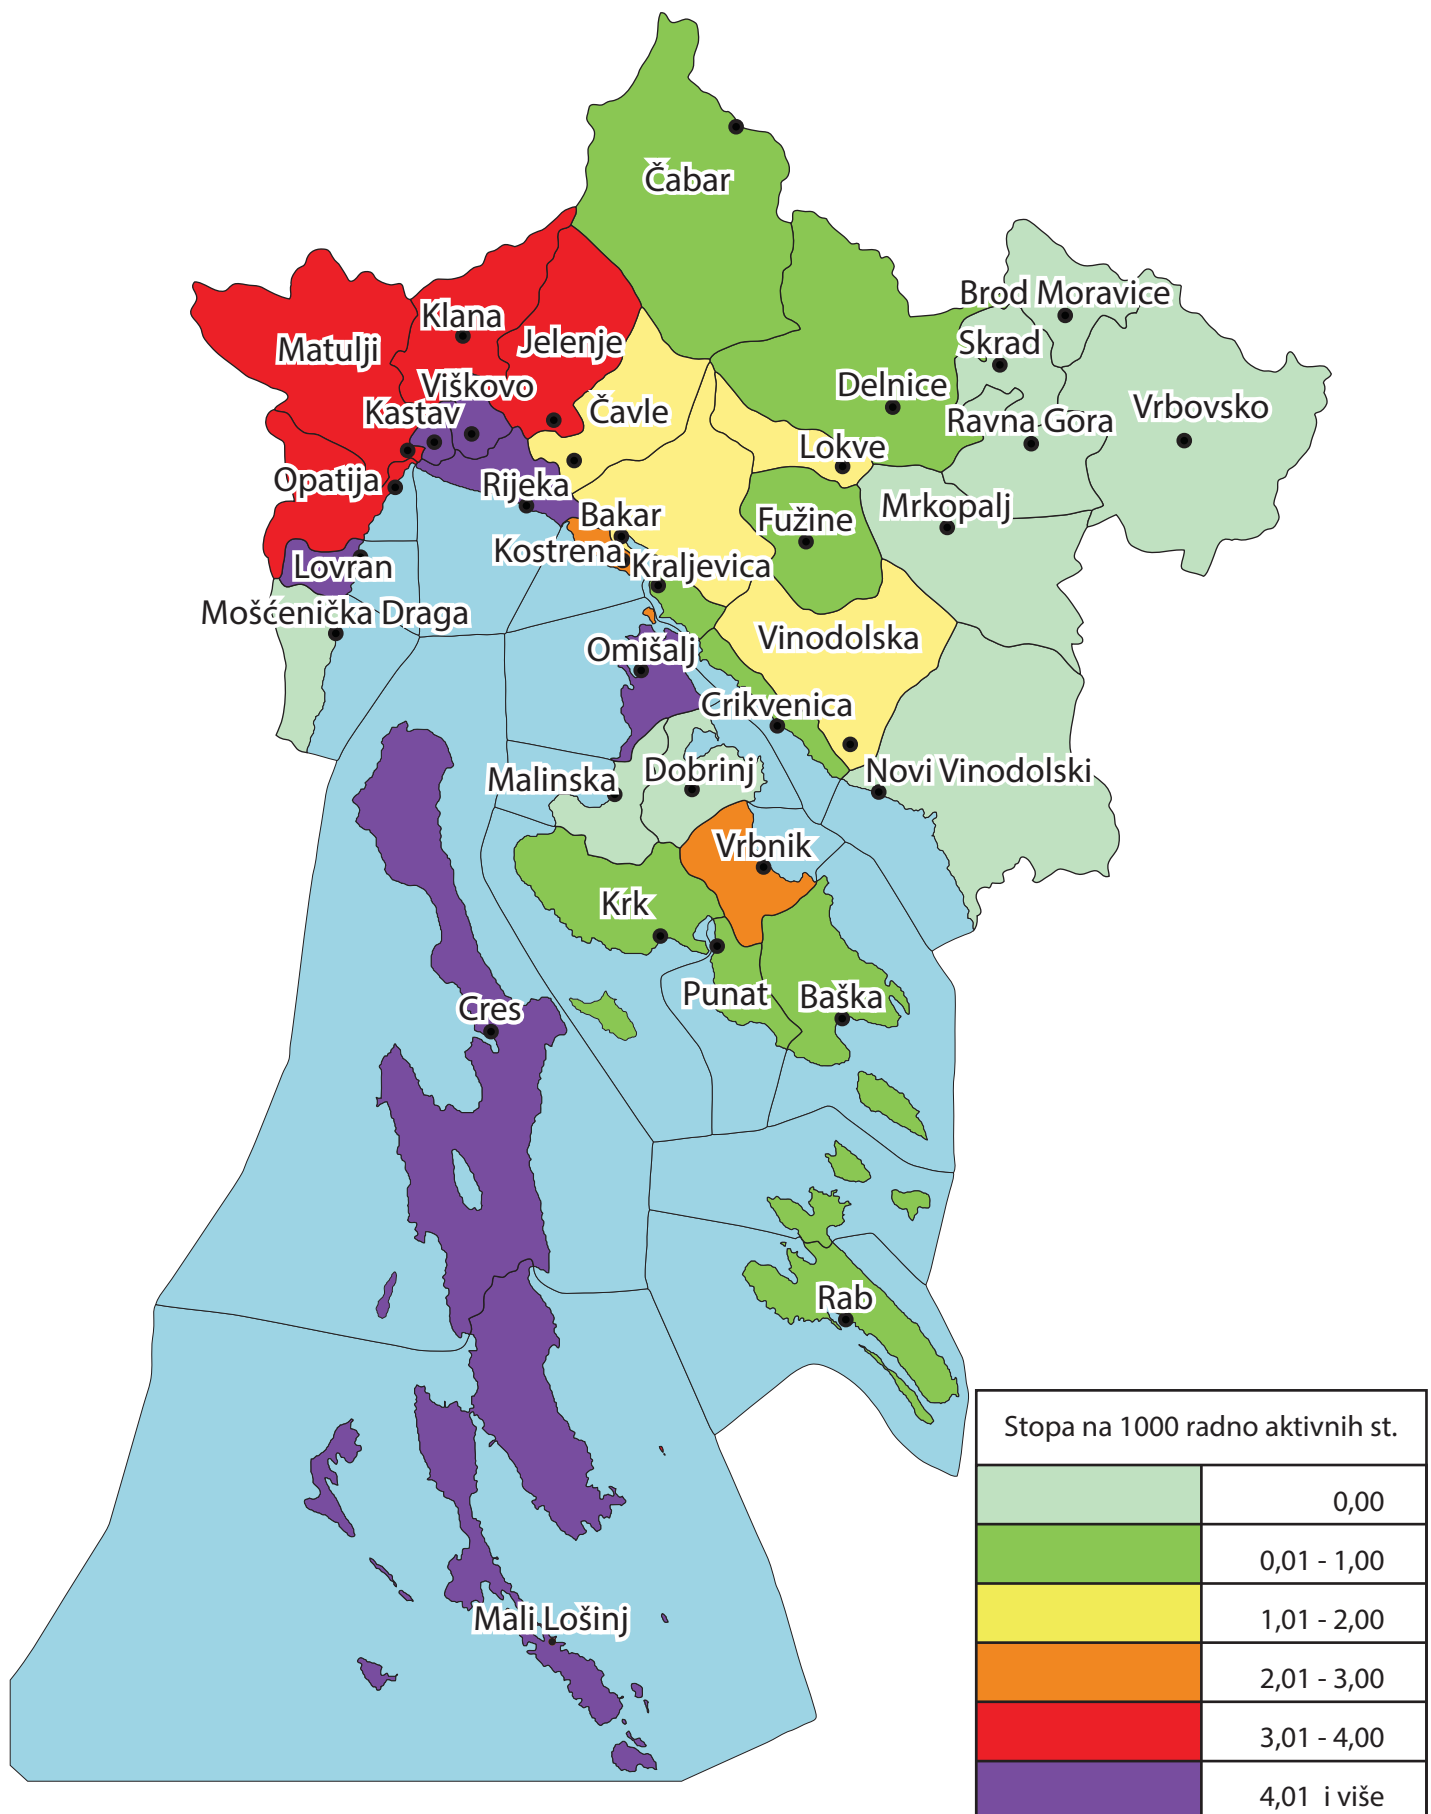 Čabar
Brod Moravice
Klana
Jelenje
Skrad
Matulji
Viškovo
Delnice
Vrbovsko
Kastav
Čavle
Ravna Gora
Lokve
Opatija
Rijeka
Mrkopalj
Bakar
Fužine
Kostrena
Kraljevica
Lovran
Mošćenička Draga
Vinodolska
Omišalj
Crikvenica
Malinska
Dobrinj
Novi Vinodolski
Vrbnik
Krk
Punat
Baška
Cres
Rab
Mali Lošinj
Stopa na 1000 radno aktivnih st.
0,00
0,01 - 1,00
1,01 - 2,00
2,01 - 3,00
3,01 - 4,00
4,01 i više